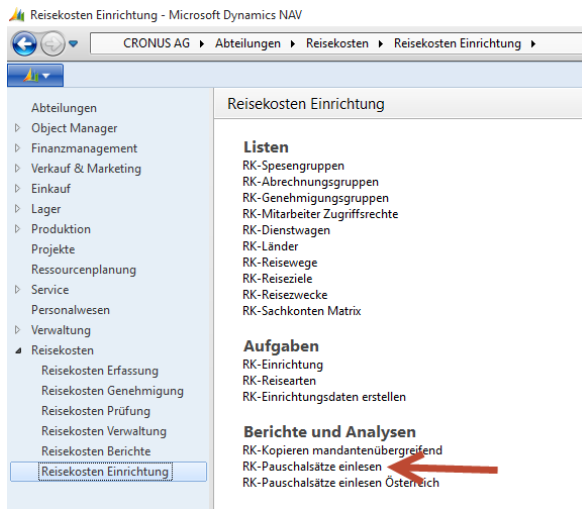 Reisekosten Einrichtung - Microsoft Dynamics NAV
CRONUS AG ▸ Abteilungen ▸ Reisekosten ▸ Reisekosten Einrichtung ▸
Abteilungen
Object Manager
Finanzmanagement
Verkauf & Marketing
Einkauf
Lager
Produktion
Projekte
Ressourcenplanung
Service
Personalwesen
Verwaltung
Reisekosten
Reisekosten Erfassung
Reisekosten Genehmigung
Reisekosten Prüfung
Reisekosten Verwaltung
Reisekosten Berichte
Reisekosten Einrichtung
Reisekosten Einrichtung
Listen
RK-Spesengruppen
RK-Abrechnungsgruppen
RK-Genehmigungsgruppen
RK-Mitarbeiter Zugriffsrechte
RK-Dienstwagen
RK-Länder
RK-Reisewege
RK-Reiseziele
RK-Reisezwecke
RK-Sachkonten Matrix
Aufgaben
RK-Einrichtung
RK-Reisearten
RK-Einrichtungsdaten erstellen
Berichte und Analysen
RK-Kopieren mandantenübergreifend
RK-Pauschalsätze einlesen
RK-Pauschalsätze einlesen Österreich